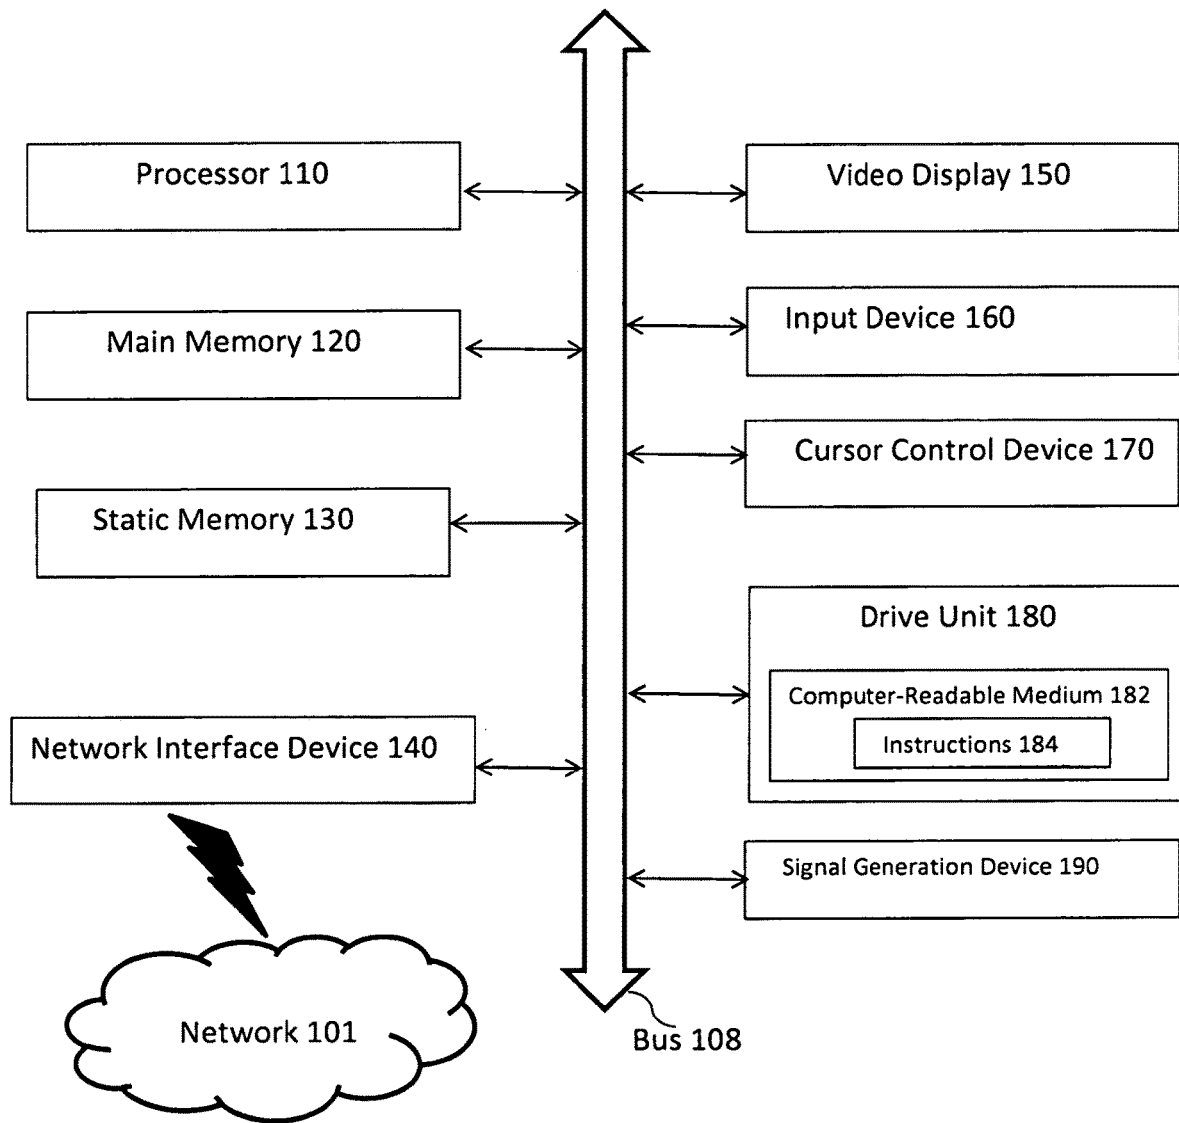 Processor 110
Main Memory 120
Static Memory 130
Network Interface Device 140
Network 101
Video Display 150
Input Device 160
Cursor Control Device 170
Drive Unit 180
Computer-Readable Medium 182
Instructions 184
Signal Generation Device 190
Bus 108